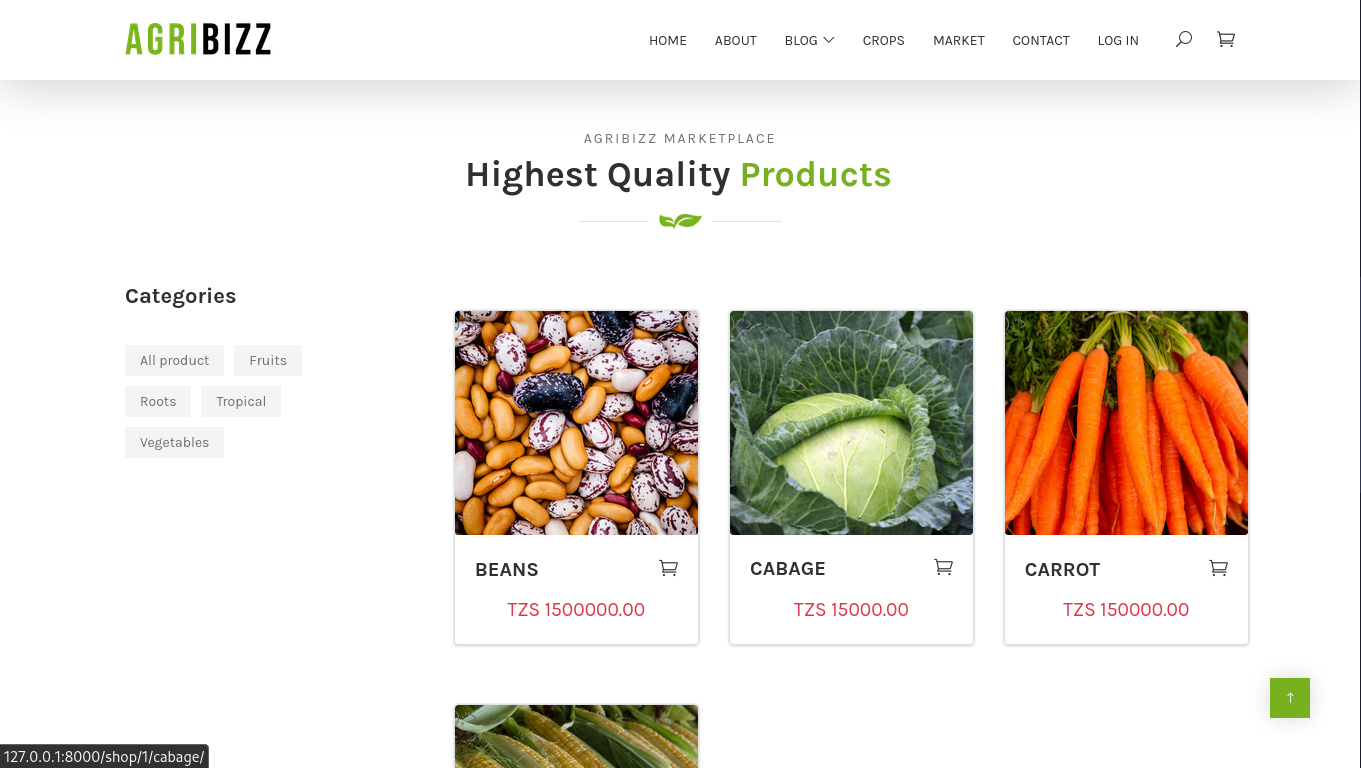 AGRIBIZZ
HOME ABOUT BLOG CROPS MARKET CONTACT LOG IN
AGRIBIZZ MARKETPLACE
Highest Quality Products
Categories
All product Fruits
Roots Tropical
Vegetables
BEANS
TZS 1500000.00
CABAGE
TZS 15000.00
CARROT
TZS 150000.00
127.0.0.1:8000/shop/1/cabage/